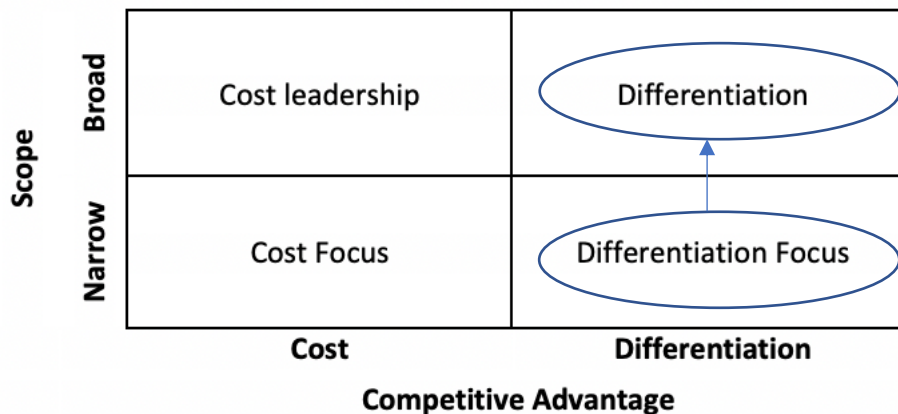 Scope
Broad
Cost leadership
Differentiation
Narrow
Cost Focus
Differentiation Focus
Cost
Differentiation
Competitive Advantage